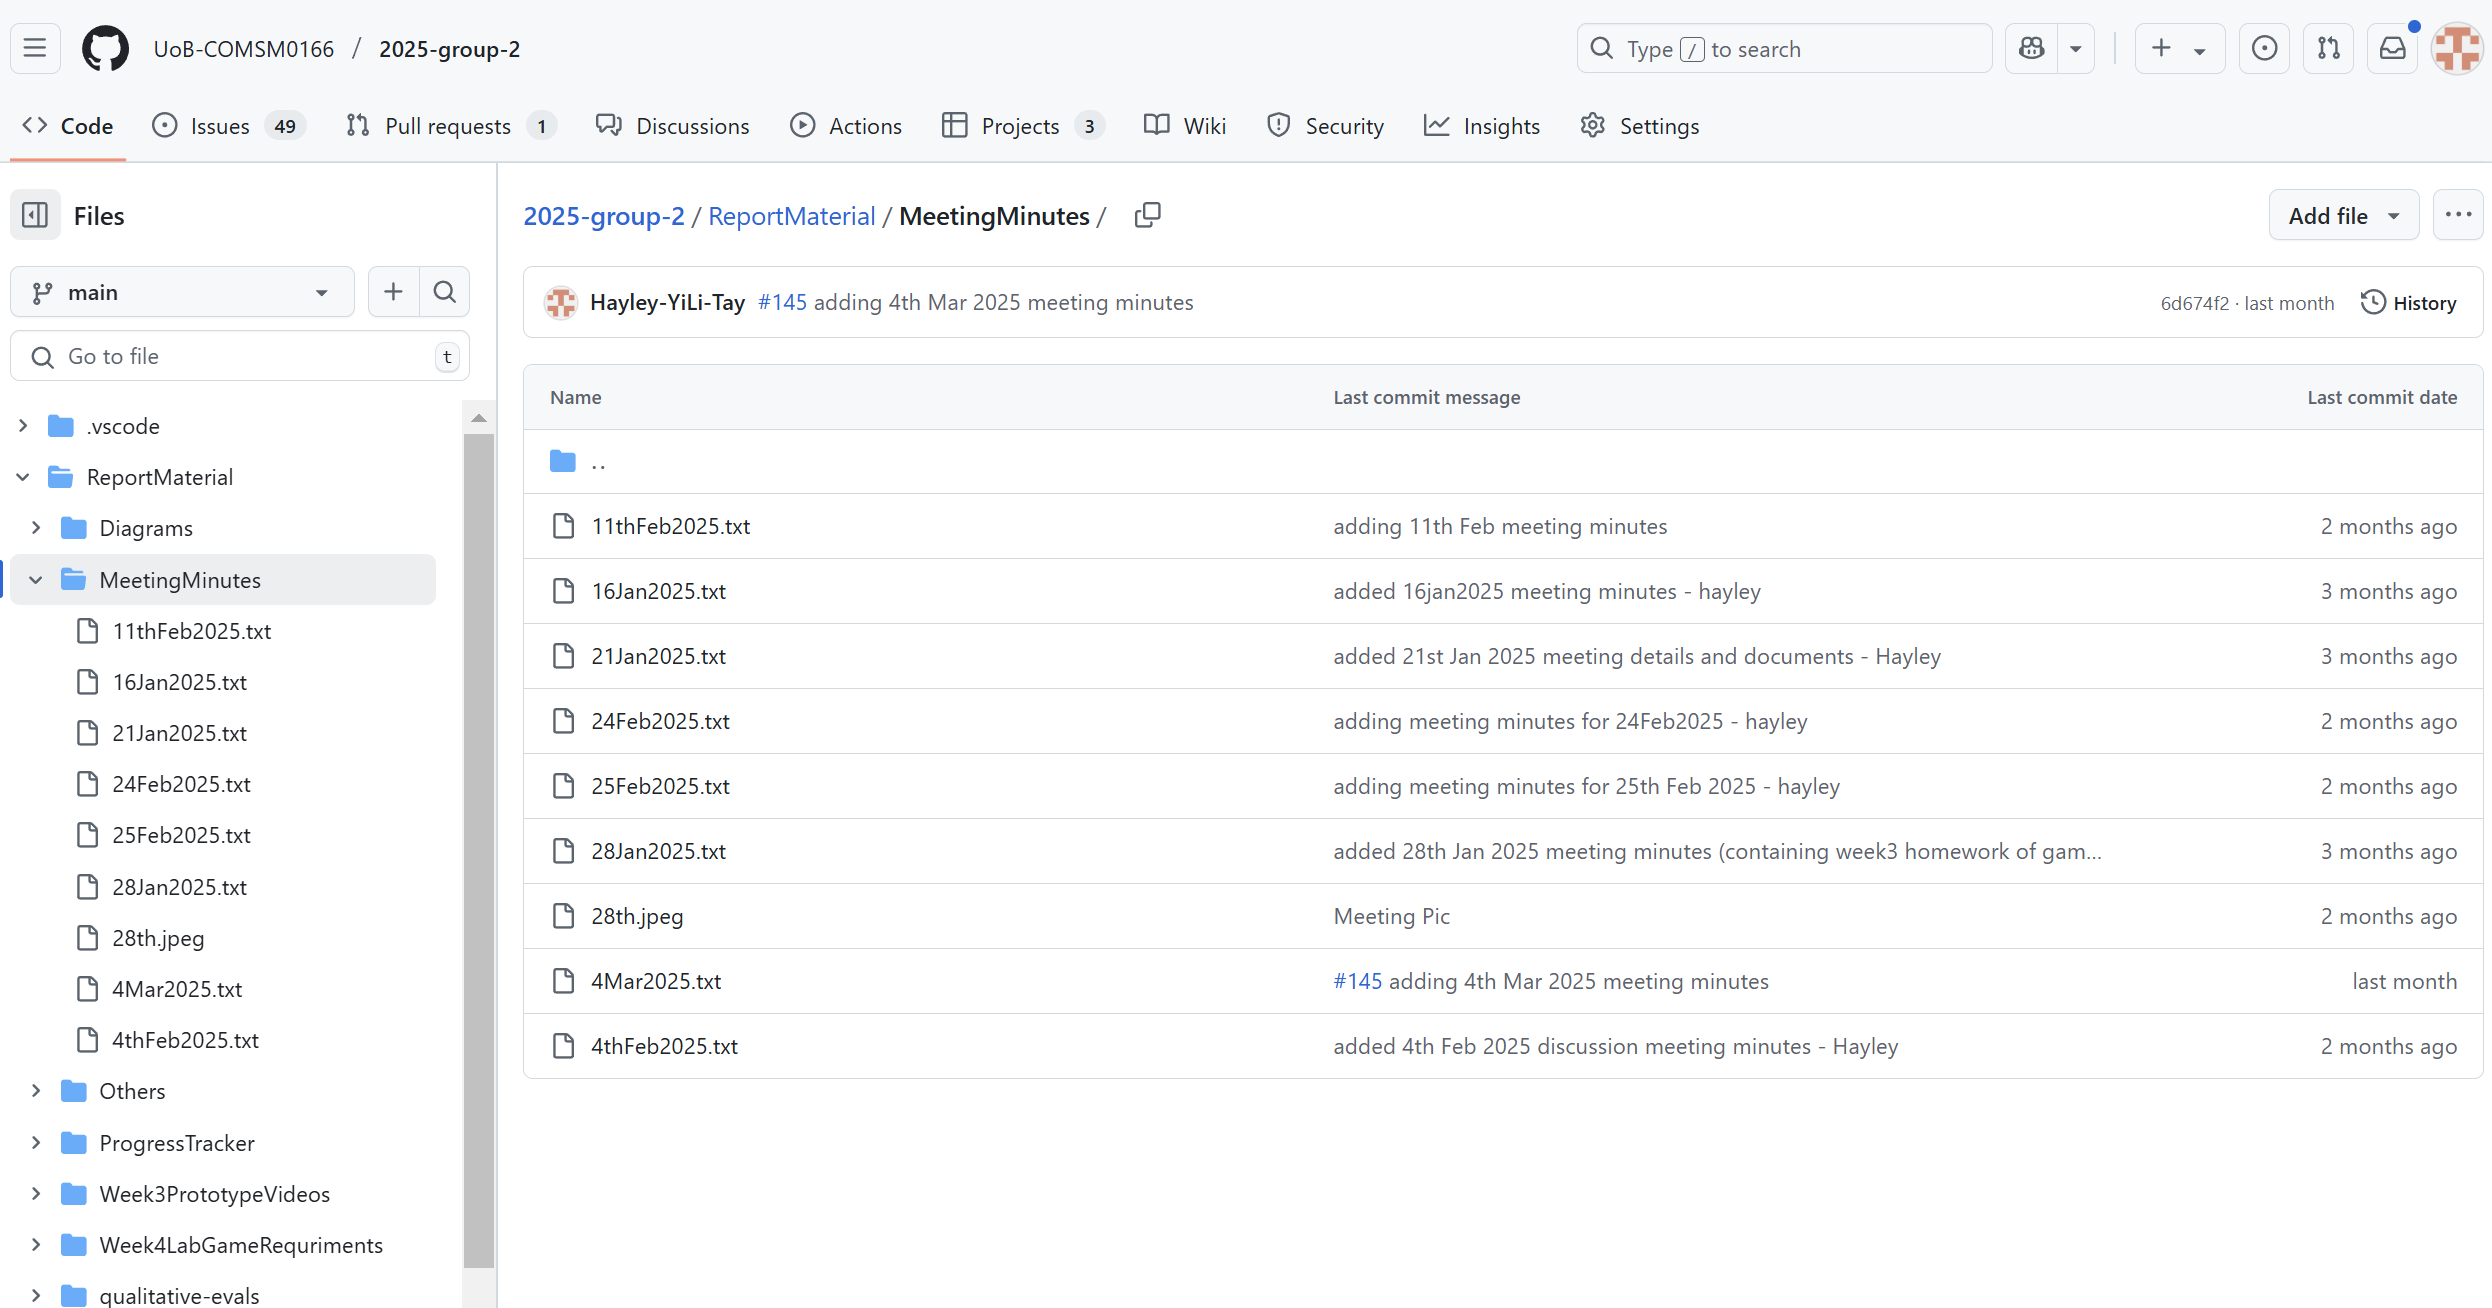 UoB-COMSM0166 / 2025-group-2
Type / to search
Code
Issues 49
Pull requests 1
Discussions
Actions
Projects 3
Wiki
Security
Insights
Settings
Files
main
Go to file t
.vscode
ReportMaterial
Diagrams
MeetingMinutes
11thFeb2025.txt
16Jan2025.txt
21Jan2025.txt
24Feb2025.txt
25Feb2025.txt
28Jan2025.txt
28th.jpeg
4Mar2025.txt
4thFeb2025.txt
Others
ProgressTracker
Week3PrototypeVideos
Week4LabGameRequriments
qualitative-evals
2025-group-2 / ReportMaterial / MeetingMinutes /
Add file
Hayley-YiLi-Tay #145 adding 4th Mar 2025 meeting minutes
6d674f2 · last month History
Name Last commit message Last commit date
..
11thFeb2025.txt adding 11th Feb meeting minutes 2 months ago
16Jan2025.txt added 16jan2025 meeting minutes - hayley 3 months ago
21Jan2025.txt added 21st Jan 2025 meeting details and documents - Hayley 3 months ago
24Feb2025.txt adding meeting minutes for 24Feb2025 - hayley 2 months ago
25Feb2025.txt adding meeting minutes for 25th Feb 2025 - hayley 2 months ago
28Jan2025.txt added 28th Jan 2025 meeting minutes (containing week3 homework of gam... 3 months ago
28th.jpeg Meeting Pic 2 months ago
4Mar2025.txt #145 adding 4th Mar 2025 meeting minutes last month
4thFeb2025.txt added 4th Feb 2025 discussion meeting minutes - Hayley 2 months ago